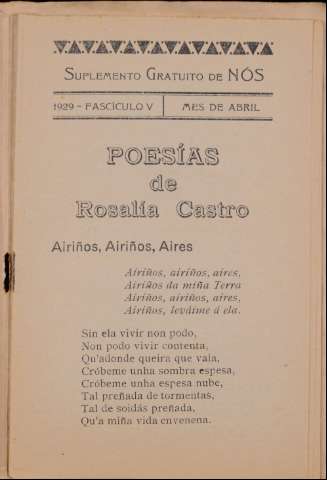 SUPLEMENTO GRATUITO DE NÓS
1929 - FASCÍCULO V
MES DE ABRIL
POESÍAS
de
Rosalía Castro
Airiños, Airiños, Aires
Airiños, airiños, aires,
Airiños da miña Terra
Airiños, airiños, aires,
Airiños, levdime á ela.
Sin ela vivir non podo,
Non podo vivir contenta,
Qu'adonde queira que vaia,
Cróbeme unha sombra espesa,
Cróbeme unha espesa nube,
Tal preñada de tormentas,
Tal de soidás preñada,
Qu'a miña vida envenena.